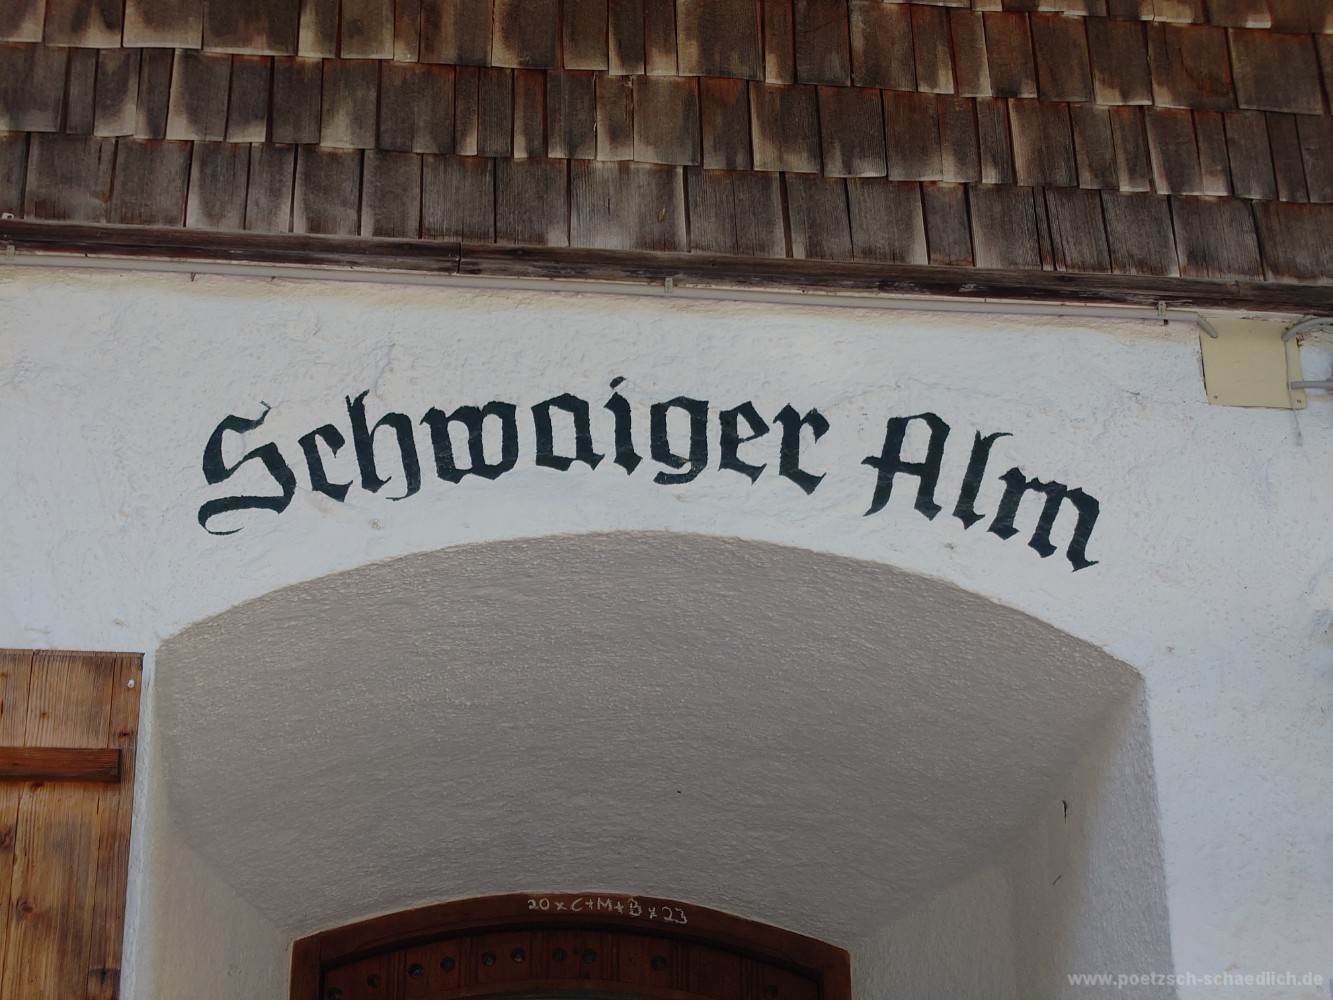 Schwaiger Alm
20 x C+M+B x 23
www.poetzsch-schaedlich.de